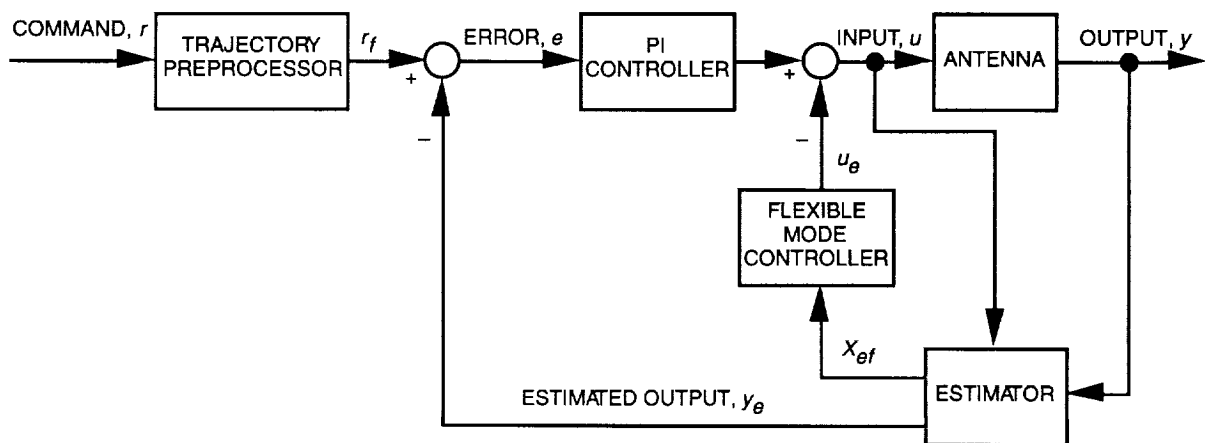 COMMAND, r
TRAJECTORY
PREPROCESSOR
r_f
+
−
ERROR, e
PI
CONTROLLER
+
−
INPUT, u
ANTENNA
OUTPUT, y
u_e
FLEXIBLE
MODE
CONTROLLER
X_ef
ESTIMATOR
ESTIMATED OUTPUT, y_e